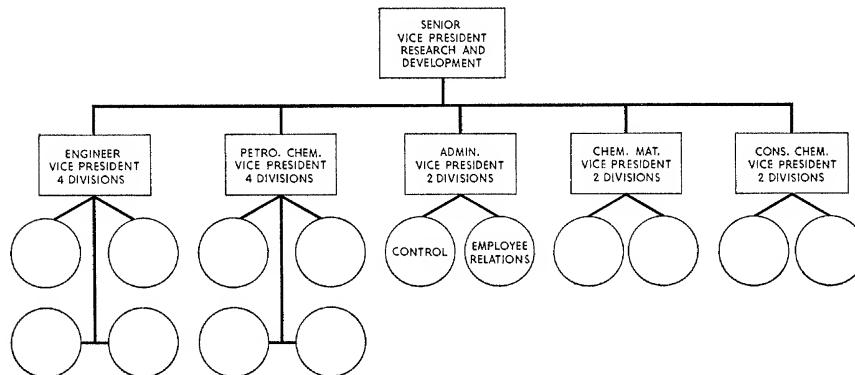 SENIOR
VICE PRESIDENT
RESEARCH AND
DEVELOPMENT
ENGINEER
VICE PRESIDENT
4 DIVISIONS
PETRO. CHEM.
VICE PRESIDENT
4 DIVISIONS
ADMIN.
VICE PRESIDENT
2 DIVISIONS
CHEM. MAT.
VICE PRESIDENT
2 DIVISIONS
CONS. CHEM.
VICE PRESIDENT
2 DIVISIONS
CONTROL
EMPLOYEE
RELATIONS